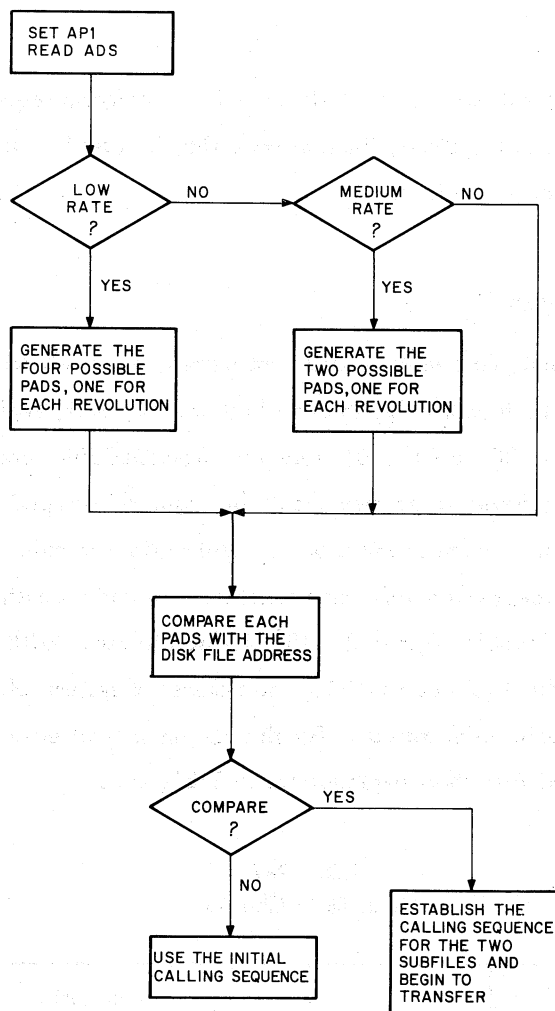 SET AP1
READ ADS
LOW
RATE
?
NO
MEDIUM
RATE
?
NO
YES
YES
GENERATE THE
FOUR POSSIBLE
PADS, ONE FOR
EACH REVOLUTION
GENERATE THE
TWO POSSIBLE
PADS, ONE FOR
EACH REVOLUTION
COMPARE EACH
PADS WITH THE
DISK FILE ADDRESS
COMPARE
?
YES
NO
USE THE INITIAL
CALLING SEQUENCE
ESTABLISH THE
CALLING SEQUENCE
FOR THE TWO
SUBFILES AND
BEGIN TO
TRANSFER